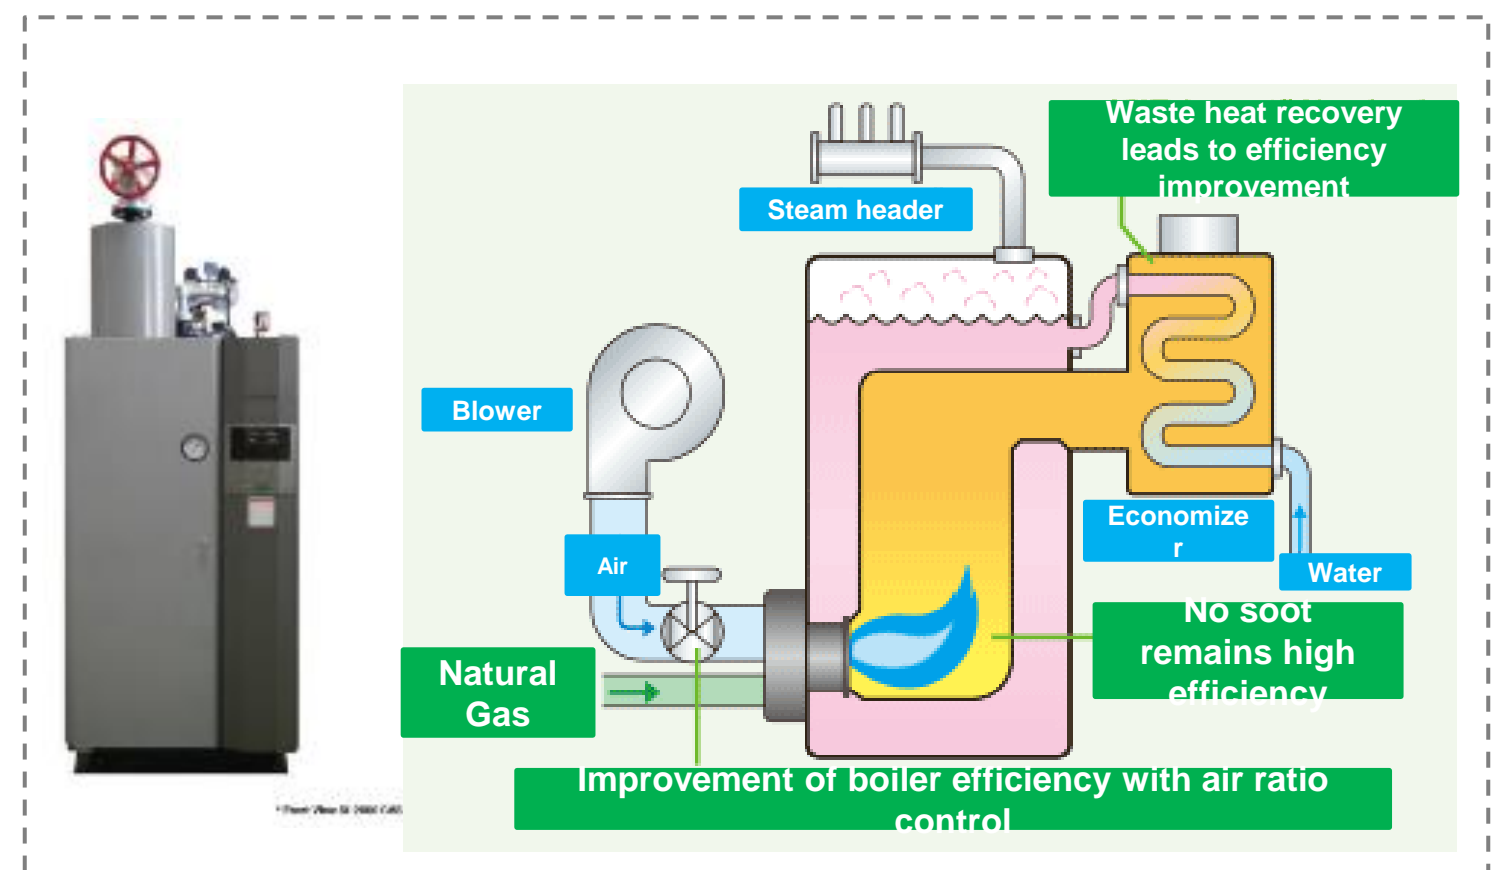 Waste heat recovery
leads to efficiency
improvement
Steam header
Blower
Economize
r
Air
Water
No soot
remains high
efficiency
Natural
Gas
Improvement of boiler efficiency with air ratio
control